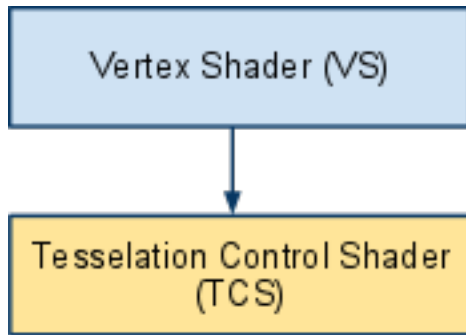 Vertex Shader (VS)
Tesselation Control Shader
(TCS)